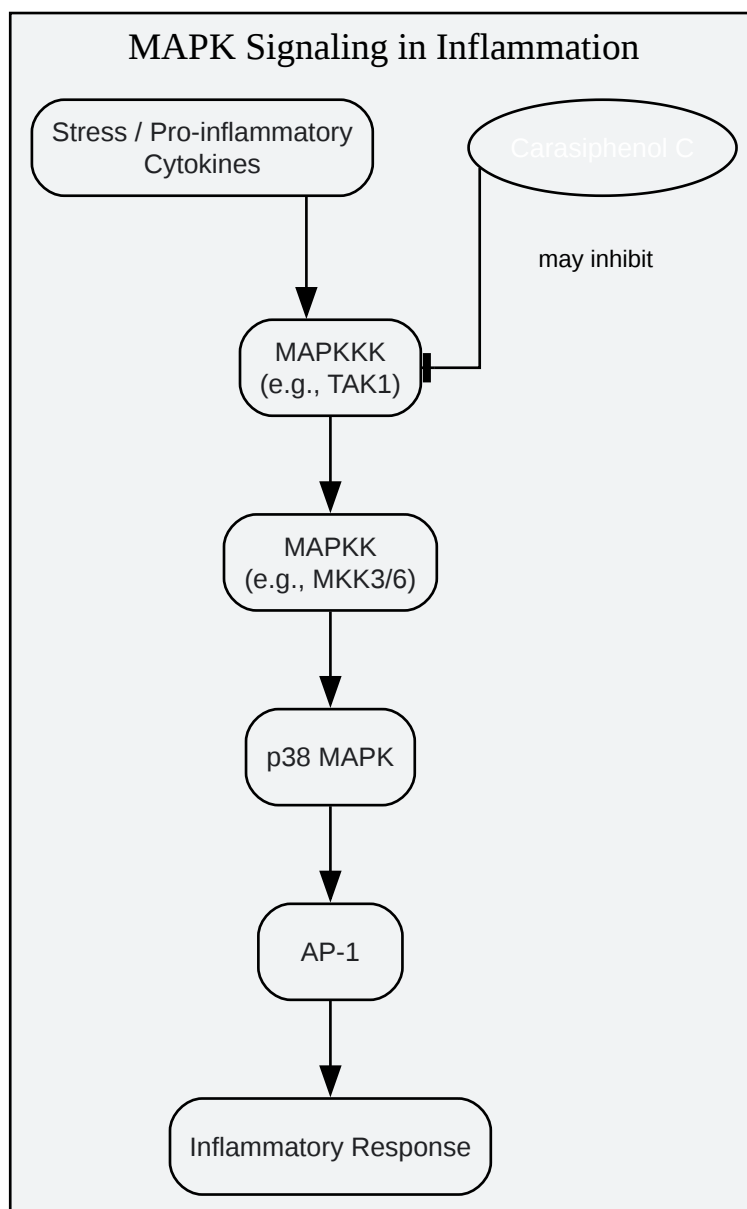 MAPK Signaling in Inflammation
Stress / Pro-inflammatory
Cytokines
Carasiphenol C
may inhibit
MAPKKK
(e.g., TAK1)
MAPKK
(e.g., MKK3/6)
p38 MAPK
AP-1
Inflammatory Response